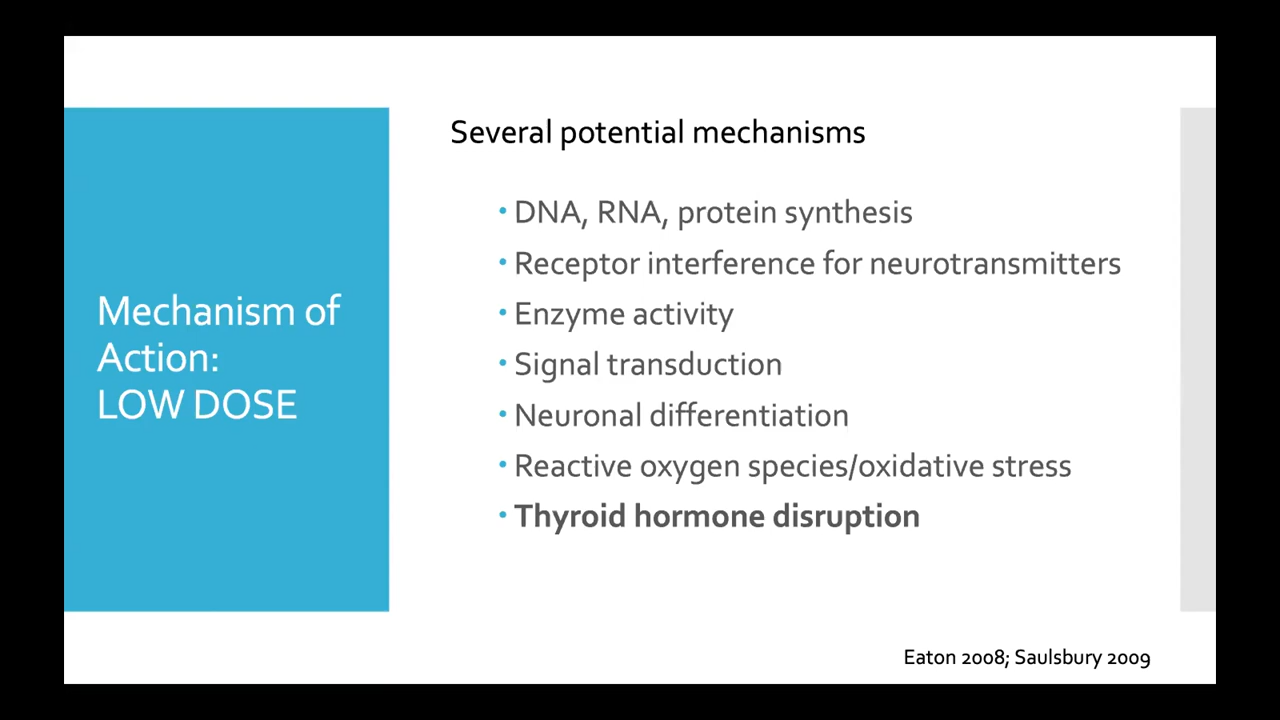 Mechanism of
Action:
LOW DOSE
Several potential mechanisms
• DNA, RNA, protein synthesis
• Receptor interference for neurotransmitters
• Enzyme activity
• Signal transduction
• Neuronal differentiation
• Reactive oxygen species/oxidative stress
• Thyroid hormone disruption
Eaton 2008; Saulsbury 2009